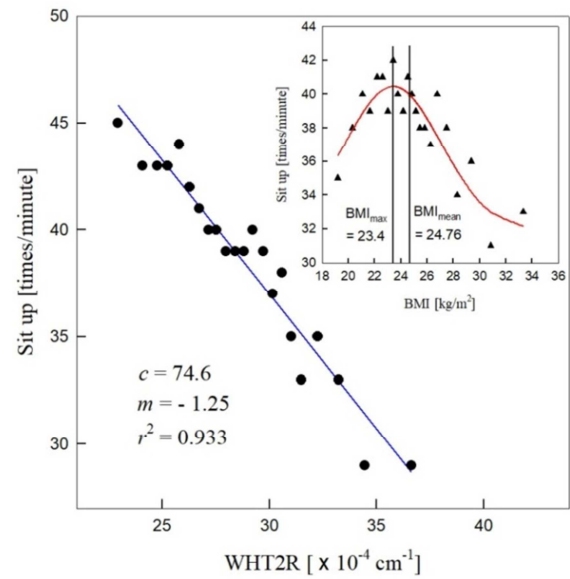 50
45
40
35
30
Sit up [times/minute]
25 30 35 40
WHT2R [ x 10⁻⁴ cm⁻¹]
c = 74.6
m = - 1.25
r² = 0.933
44
42
40
38
36
34
32
30
Sit up [times/minute]
BMImax
= 23.4
BMImean
= 24.76
18 20 22 24 26 28 30 32 34 36
BMI [kg/m²]